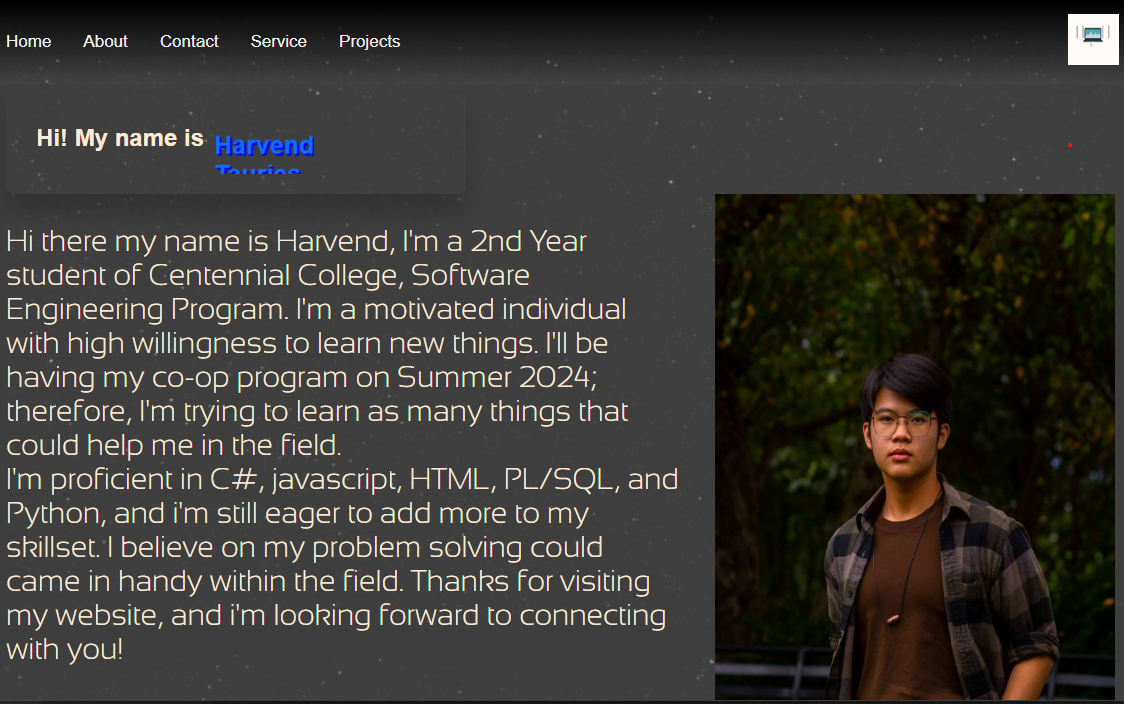 Home About Contact Service Projects
Hi! My name is Harvend
Tauries
Hi there my name is Harvend, I'm a 2nd Year
student of Centennial College, Software
Engineering Program. I'm a motivated individual
with high willingness to learn new things. I'll be
having my co-op program on Summer 2024;
therefore, I'm trying to learn as many things that
could help me in the field.
I'm proficient in C#, javascript, HTML, PL/SQL, and
Python, and i'm still eager to add more to my
skillset. I believe on my problem solving could
came in handy within the field. Thanks for visiting
my website, and i'm looking forward to connecting
with you!